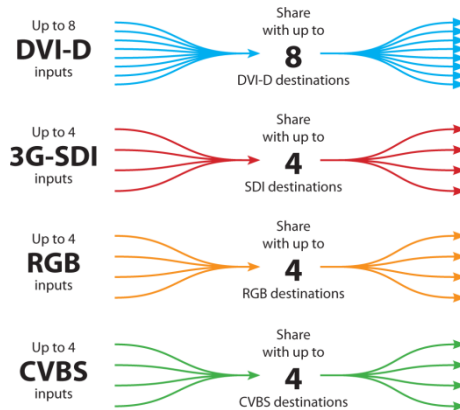 Up to 8
DVI-D
inputs
Share
with up to
8
DVI-D destinations
Up to 4
3G-SDI
inputs
Share
with up to
4
SDI destinations
Up to 4
RGB
inputs
Share
with up to
4
RGB destinations
Up to 4
CVBS
inputs
Share
with up to
4
CVBS destinations